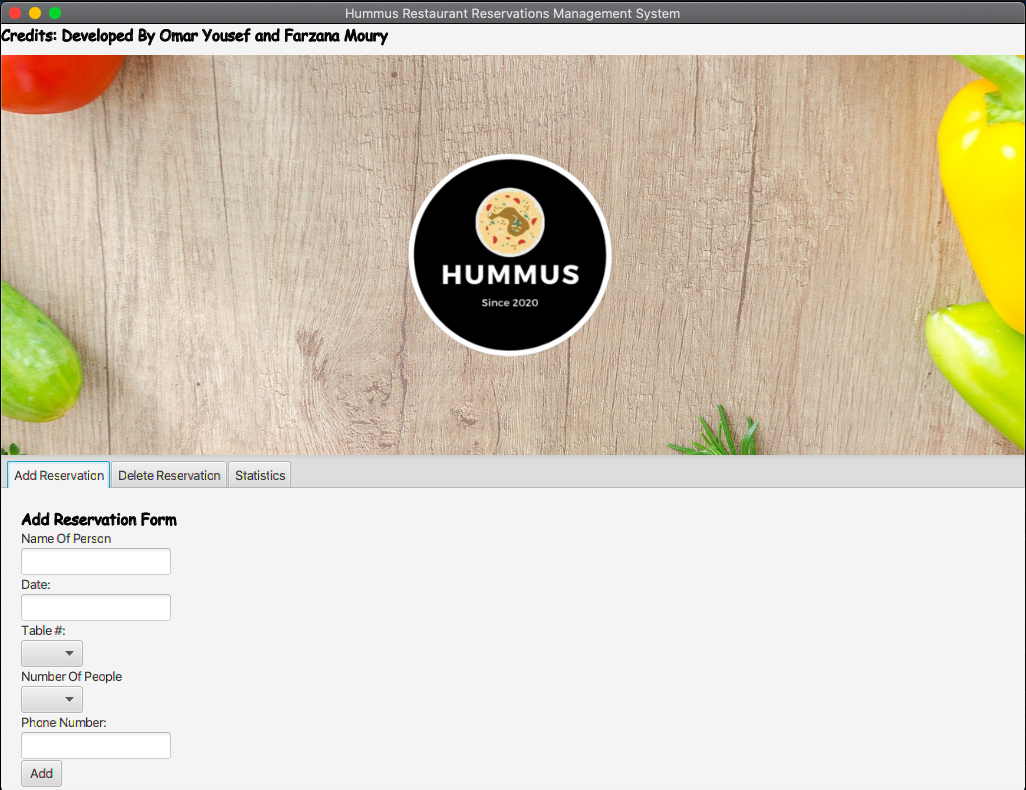 Hummus Restaurant Reservations Management System
Credits: Developed By Omar Yousef and Farzana Moury
HUMMUS
Since 2020
Add Reservation Delete Reservation Statistics
Add Reservation Form
Name Of Person
Date:
Table #:
Number Of People
Phone Number:
Add